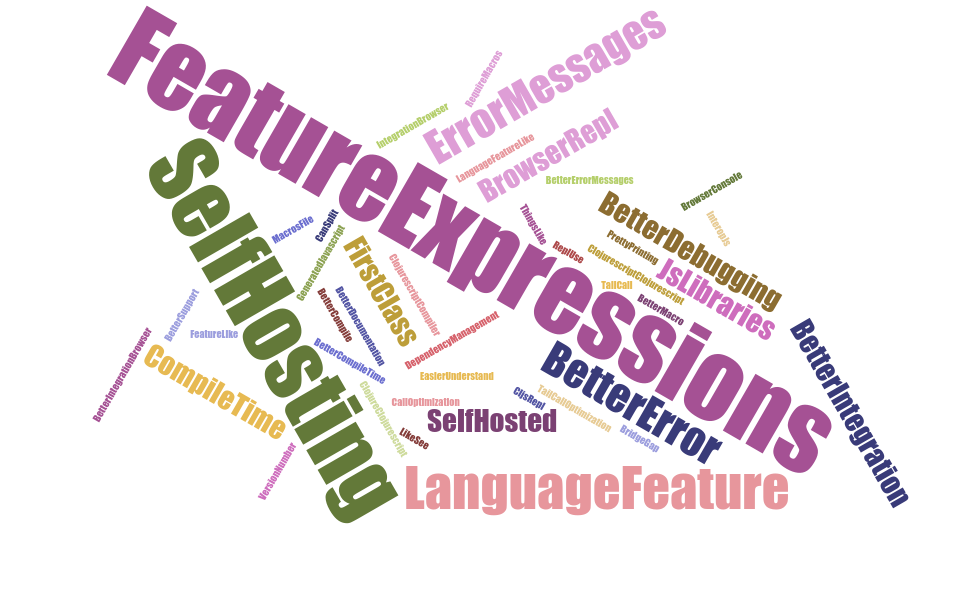 FeatureExpressions
RequireMacros
ErrorMessages
IntegrationBrowser
LanguageFeatureLike
BrowserRepl
SelfHosting
BetterErrorMessages
BrowserConsole
MacrosFile
CanSplit
GeneratedJavascript
FirstClass
ClojurescriptCompiler
ThingsLike
ReplUse
BetterDebugging
InteropJs
PrettyPrinting
ClojurescriptClojurescript
JsLibraries
TailCall
BetterMacro
BetterSupport
FeatureLike
BetterCompile
BetterDocumentation
DependencyManagement
BetterIntegrationBrowser
CompileTime
BetterCompileTime
EasierUnderstand
BetterError
BetterIntegration
CallOptimization
ClojureClojurescript
SelfHosted
CljsRepl
TailCallOptimization
BridgeGap
LikeSee
VersionNumber
LanguageFeature